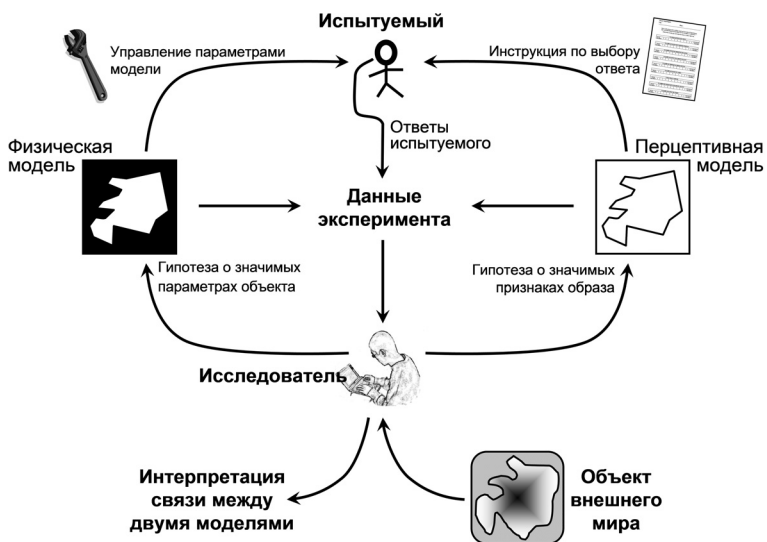 Испытуемый
Управление параметрами
модели
Инструкция по выбору
ответа
Ответы
испытуемого
Физическая
модель
Перцептивная
модель
Данные
эксперимента
Гипотеза о значимых
параметрах объекта
Гипотеза о значимых
признаках образа
Исследователь
Интерпретация
связи между
двумя моделями
Объект
внешнего
мира